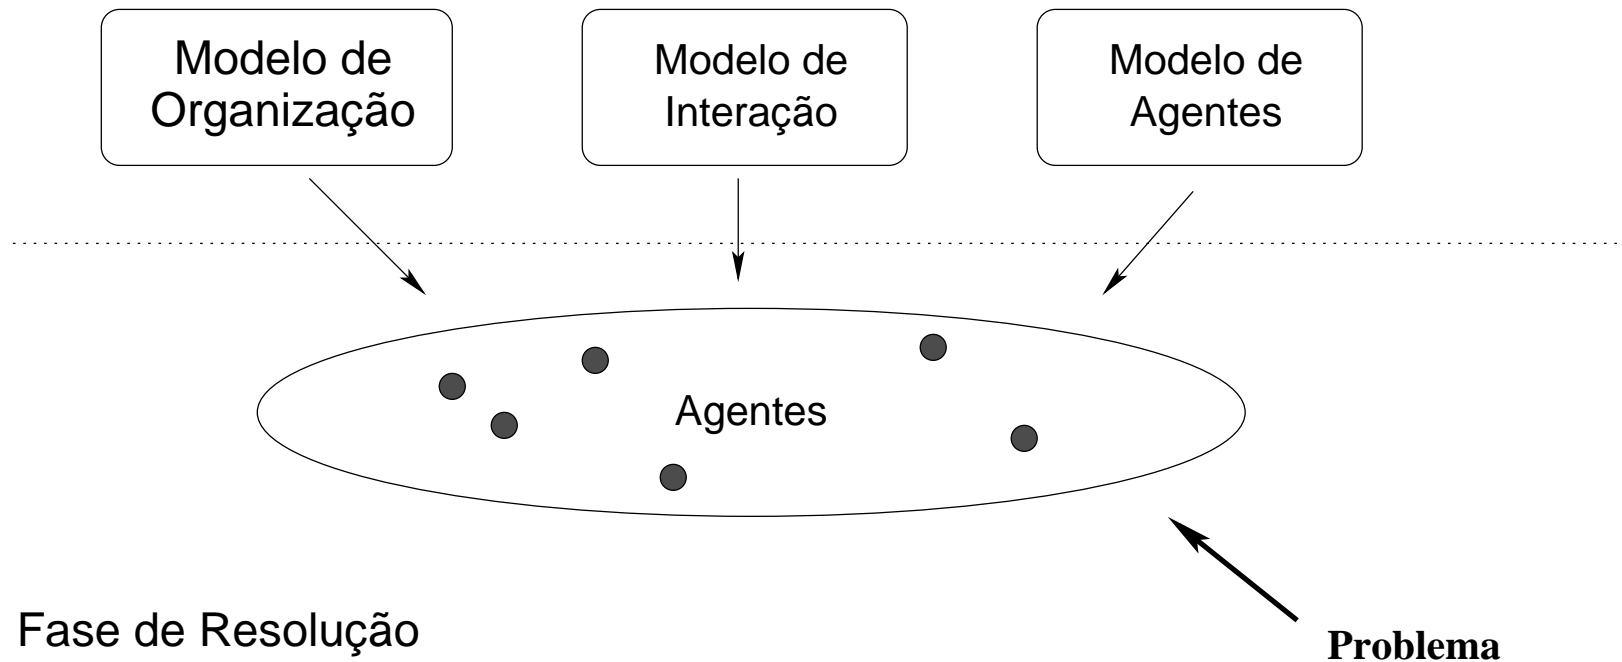 Modelo de
Organização
Modelo de
Interação
Modelo de
Agentes
Agentes
Fase de Resolução
Problema